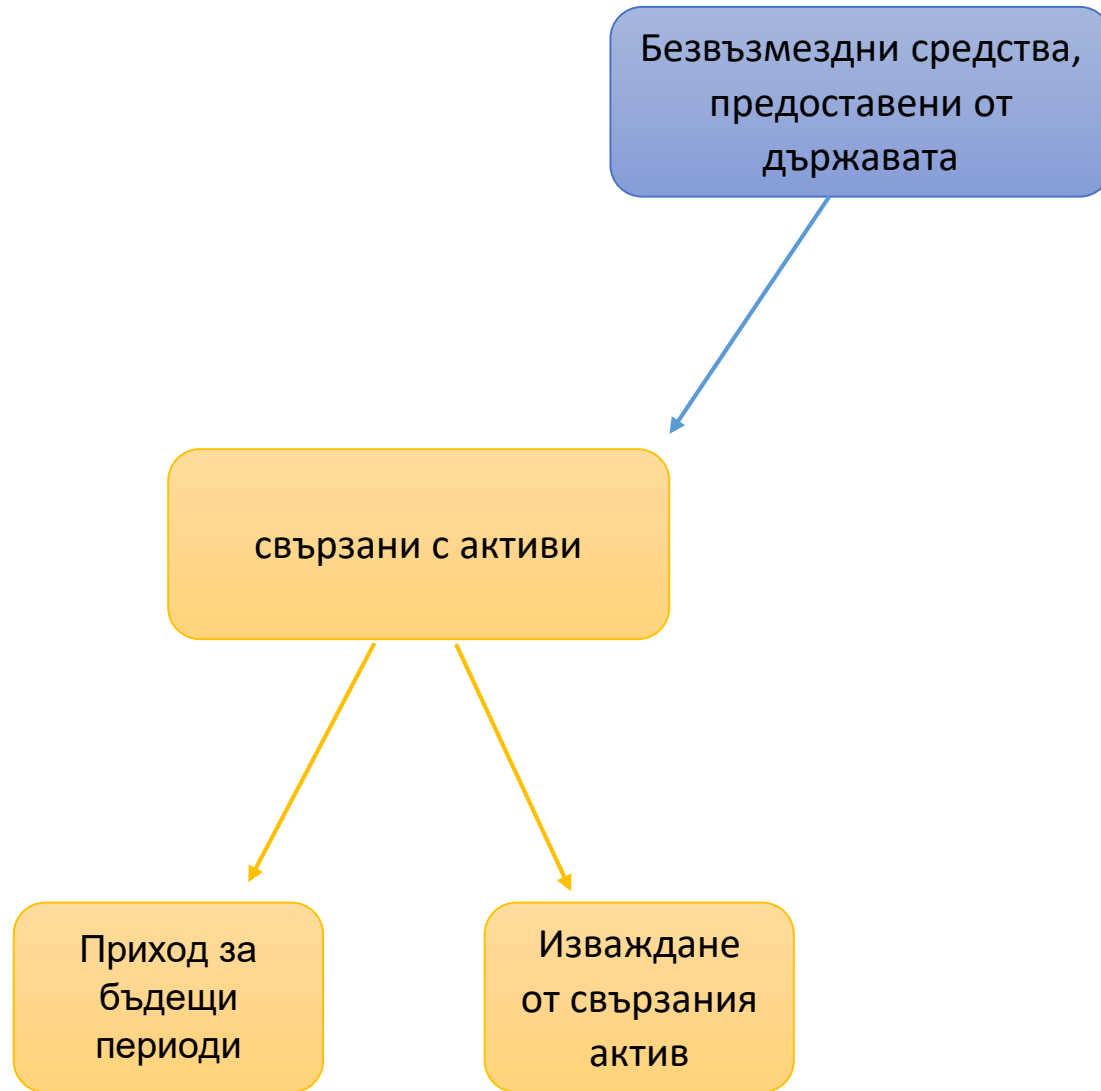 Безвъзмездни средства,
предоставени от
държавата
свързани с активи
Приход за
бъдещи
периоди
Изваждане
от свързания
актив